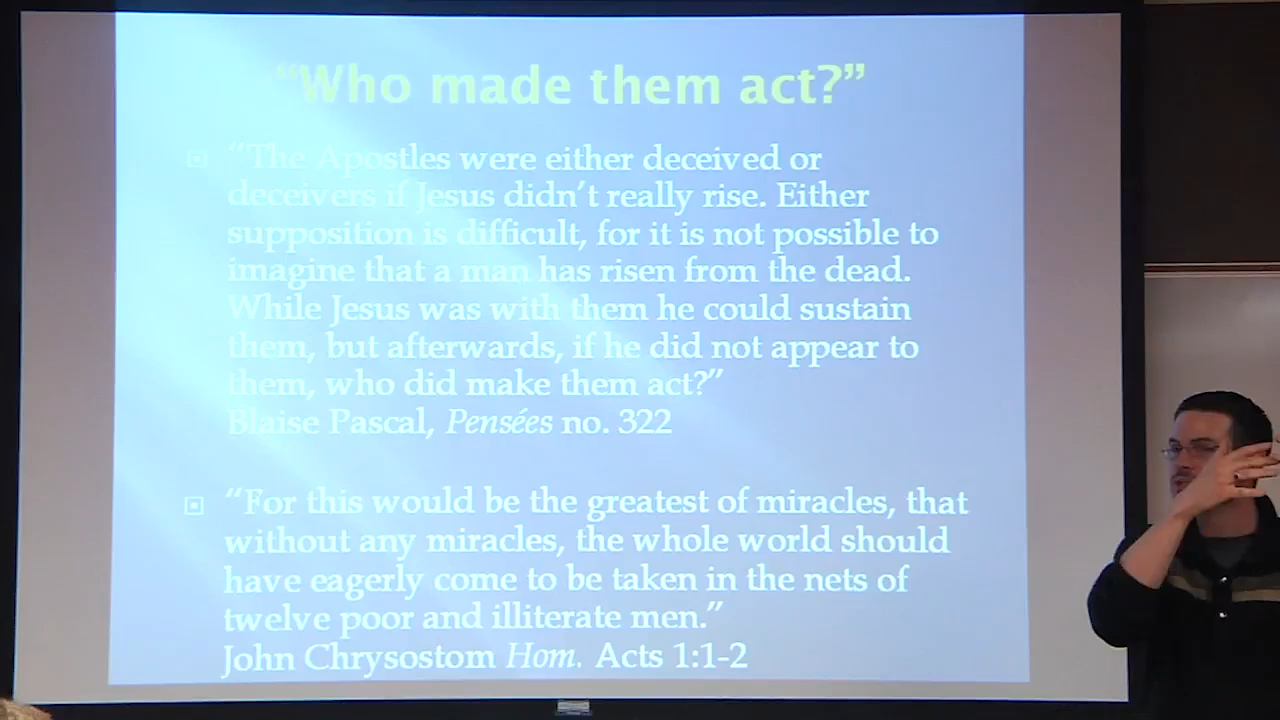 “Who made them act?”
“The Apostles were either deceived or
deceivers if Jesus didn’t really rise. Either
supposition is difficult, for it is not possible to
imagine that a man has risen from the dead.
While Jesus was with them he could sustain
them, but afterwards, if he did not appear to
them, who did make them act?”
Blaise Pascal, Pensées no. 322
“For this would be the greatest of miracles, that
without any miracles, the whole world should
have eagerly come to be taken in the nets of
twelve poor and illiterate men.”
John Chrysostom Hom. Acts 1:1-2